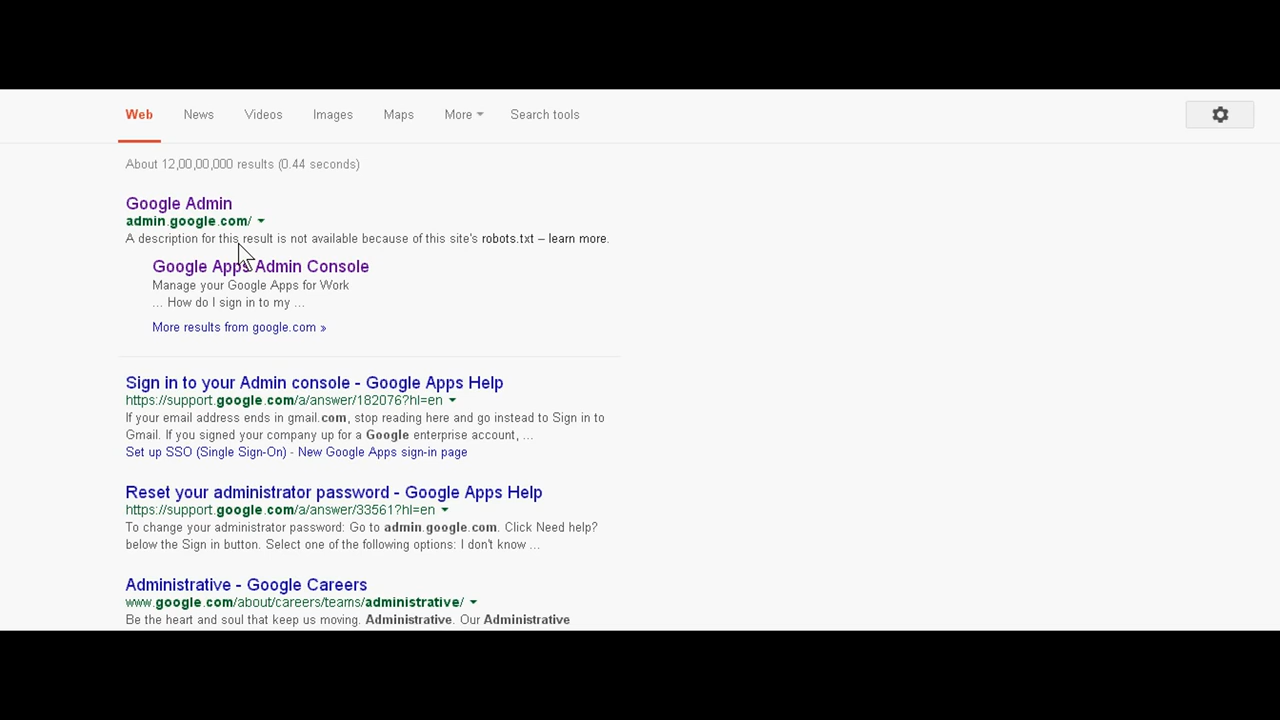 Web News Videos Images Maps More Search tools
About 12,00,00,000 results (0.44 seconds)
Google Admin
admin.google.com/
A description for this result is not available because of this site's robots.txt – learn more.
Google Apps Admin Console
Manage your Google Apps for Work
... How do I sign in to my ...
More results from google.com »
Sign in to your Admin console - Google Apps Help
https://support.google.com/a/answer/182076?hl=en
If your email address ends in gmail.com, stop reading here and go instead to Sign in to
Gmail. If you signed your company up for a Google enterprise account, ...
Set up SSO (Single Sign-On) - New Google Apps sign-in page
Reset your administrator password - Google Apps Help
https://support.google.com/a/answer/33561?hl=en
To change your administrator password: Go to admin.google.com. Click Need help?
below the Sign in button. Select one of the following options: I don't know ...
Administrative - Google Careers
www.google.com/about/careers/teams/administrative/
Be the heart and soul that keep us moving. Administrative. Our Administrative